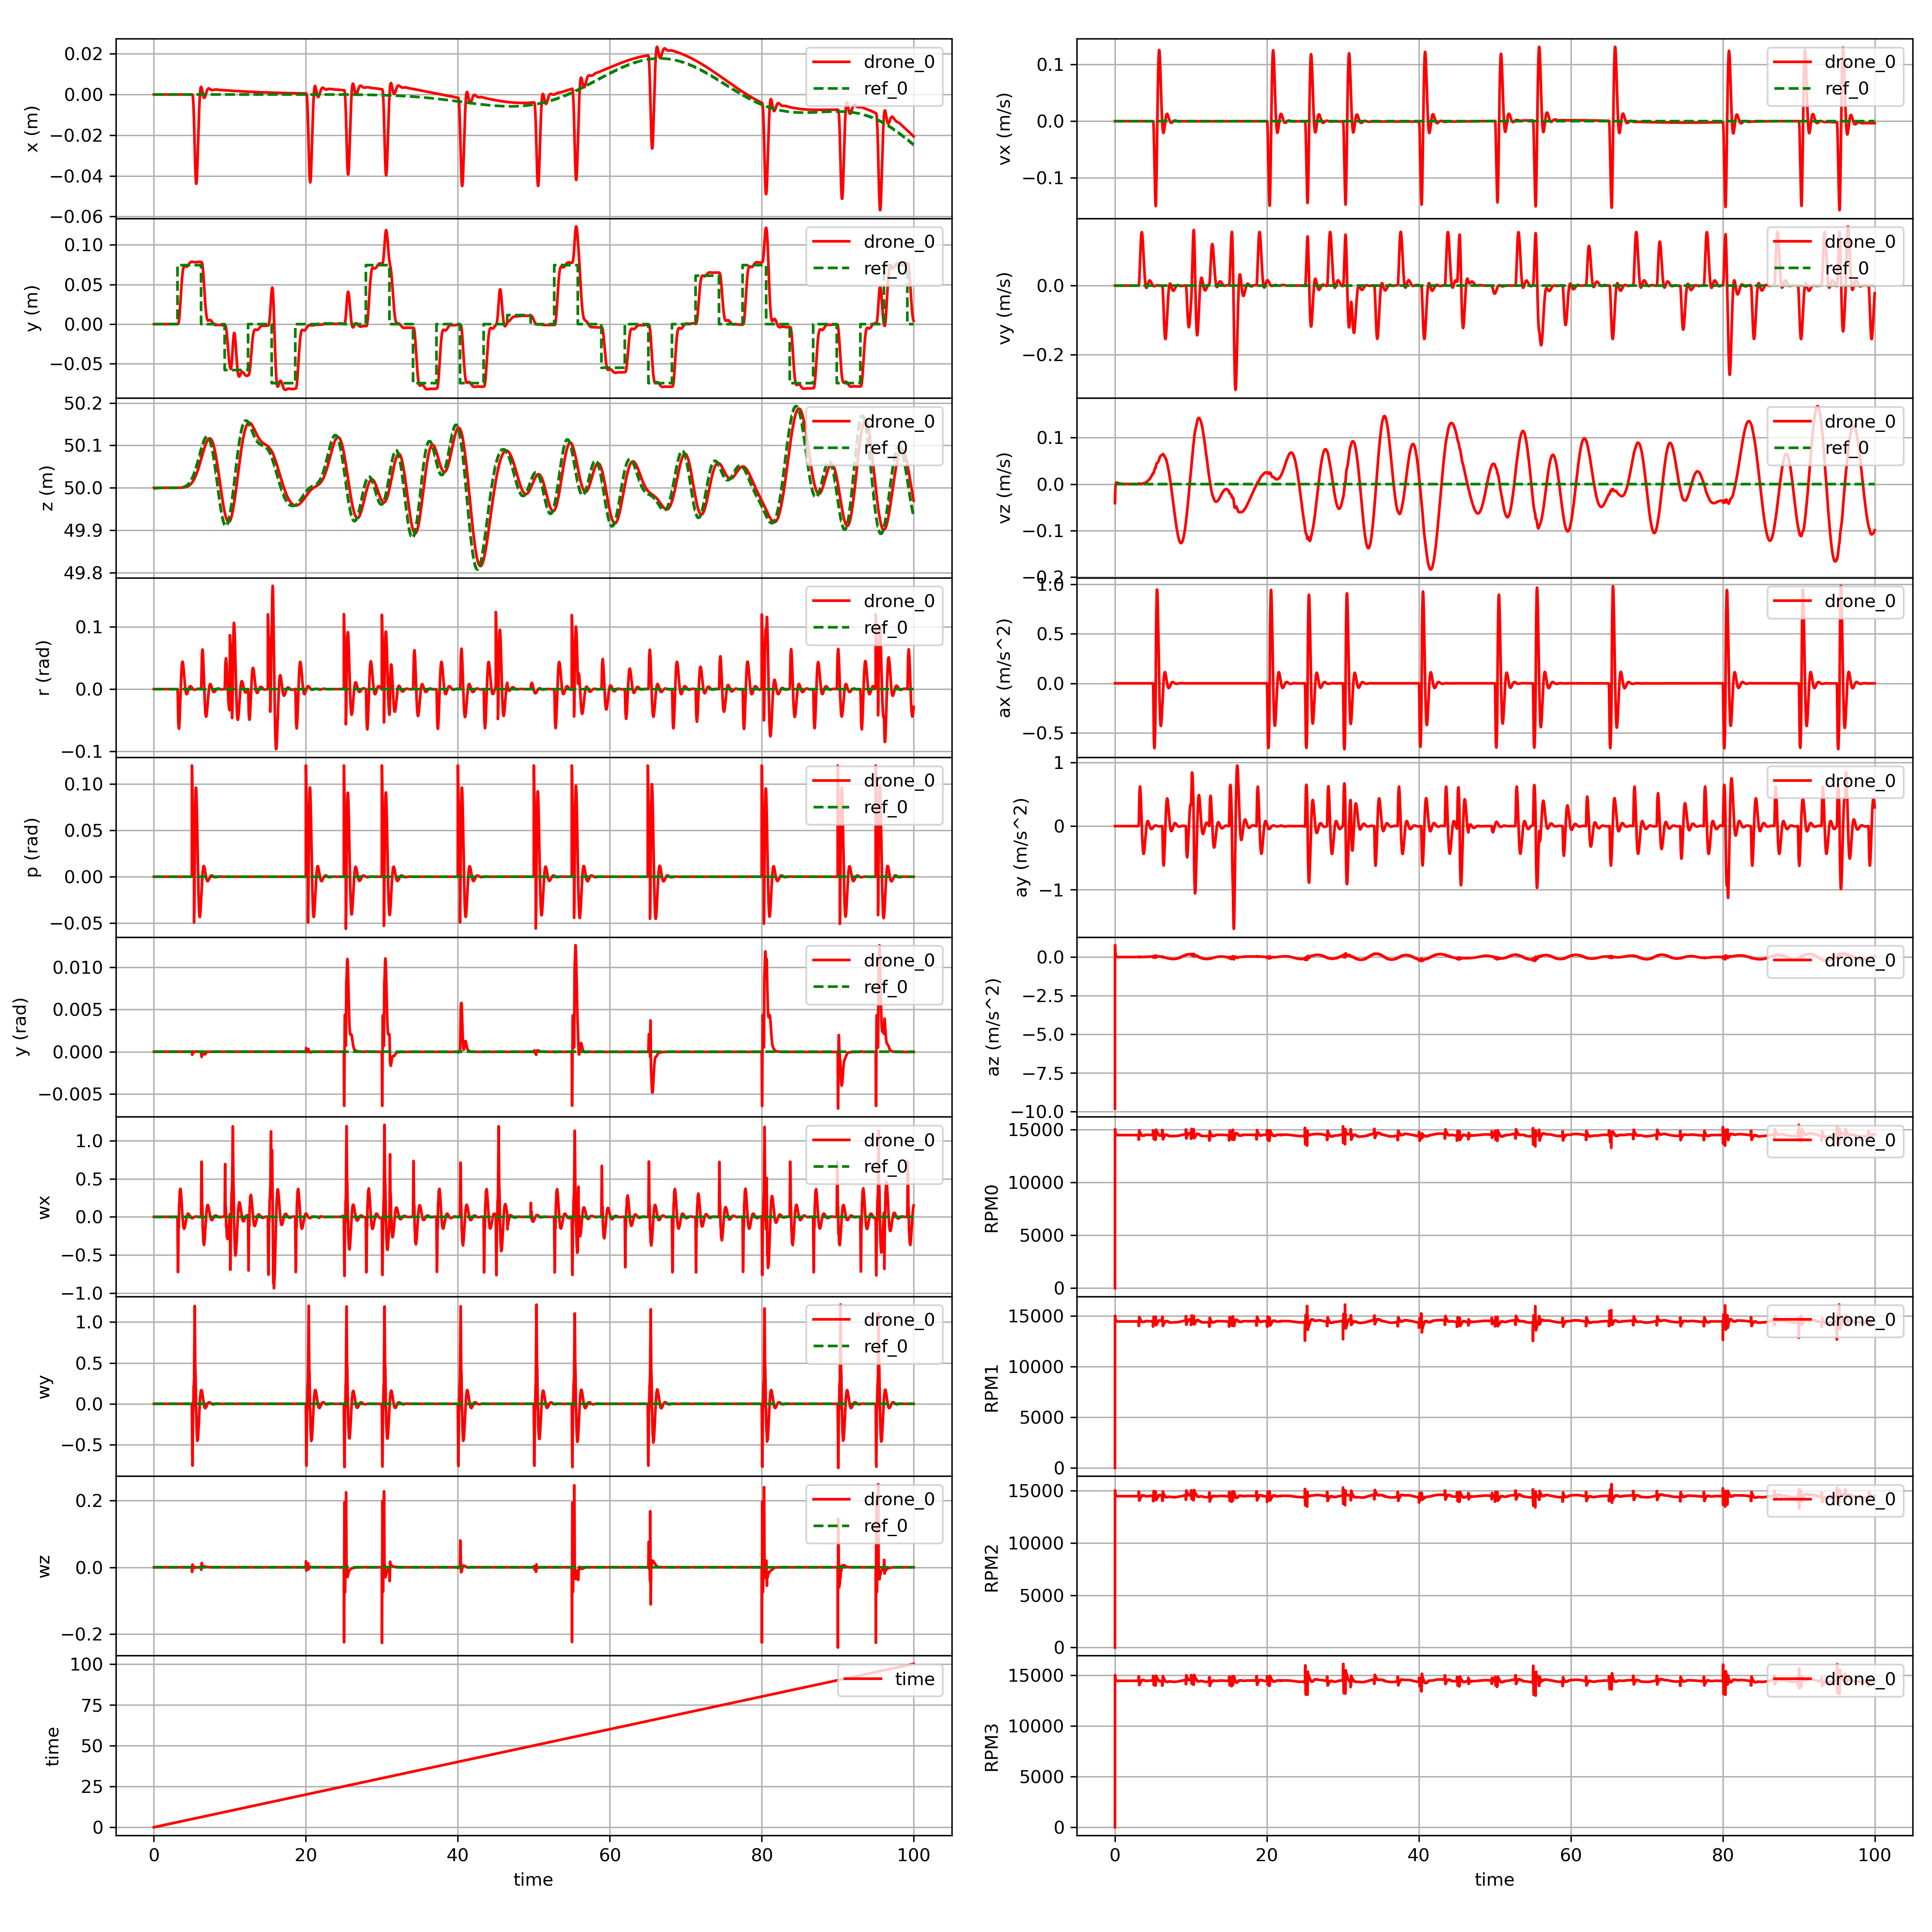 0.02
0.00
−0.02
−0.04
−0.06
x (m)
drone_0
ref_0
0.10
0.05
0.00
−0.05
y (m)
drone_0
ref_0
50.2
50.1
50.0
49.9
49.8
z (m)
drone_0
ref_0
0.1
0.0
−0.1
r (rad)
drone_0
ref_0
0.10
0.05
0.00
−0.05
p (rad)
drone_0
ref_0
0.010
0.005
0.000
−0.005
y (rad)
drone_0
ref_0
1.0
0.5
0.0
−0.5
−1.0
wx
drone_0
ref_0
1.0
0.5
0.0
−0.5
wy
drone_0
ref_0
0.2
0.0
−0.2
wz
drone_0
ref_0
100
75
50
25
0
time
time
0 20 40 60 80 100
time
0.1
0.0
−0.1
vx (m/s)
drone_0
ref_0
0.0
−0.2
vy (m/s)
drone_0
ref_0
0.1
0.0
−0.1
−0.2
vz (m/s)
drone_0
ref_0
1.0
0.5
0.0
−0.5
ax (m/s^2)
drone_0
1
0
−1
ay (m/s^2)
drone_0
0.0
−2.5
−5.0
−7.5
−10.0
az (m/s^2)
drone_0
15000
10000
5000
0
RPM0
drone_0
15000
10000
5000
0
RPM1
drone_0
15000
10000
5000
0
RPM2
drone_0
15000
10000
5000
0
RPM3
drone_0
0 20 40 60 80 100
time